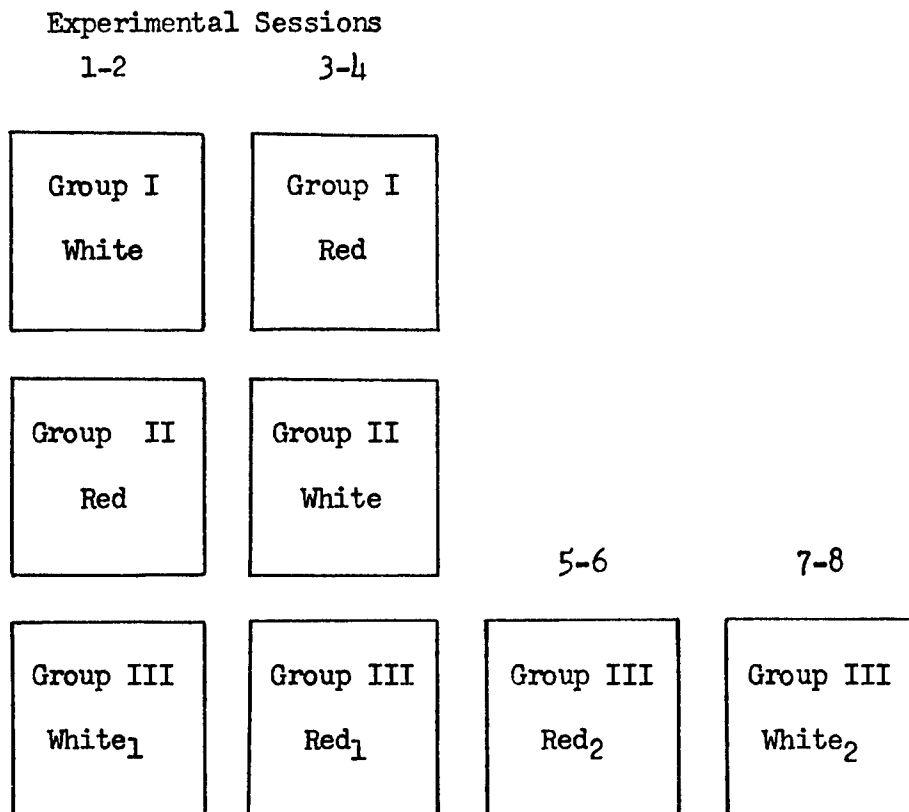 Experimental Sessions
1-2 3-4
Group I Group I
White Red
Group II Group II
Red White
5-6 7-8
Group III Group III Group III Group III
White1 Red1 Red2 White2